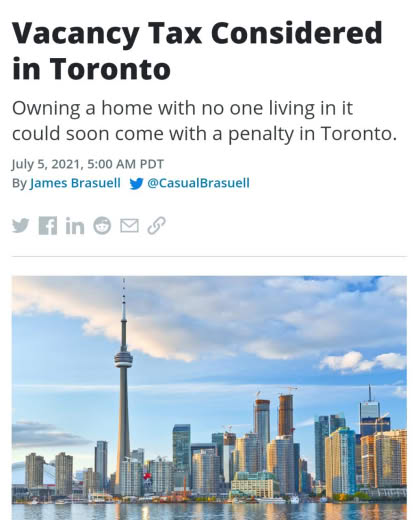 Vacancy Tax Considered
in Toronto
Owning a home with no one living in it
could soon come with a penalty in Toronto.
July 5, 2021, 5:00 AM PDT
By James Brasuell @CasualBrasuell